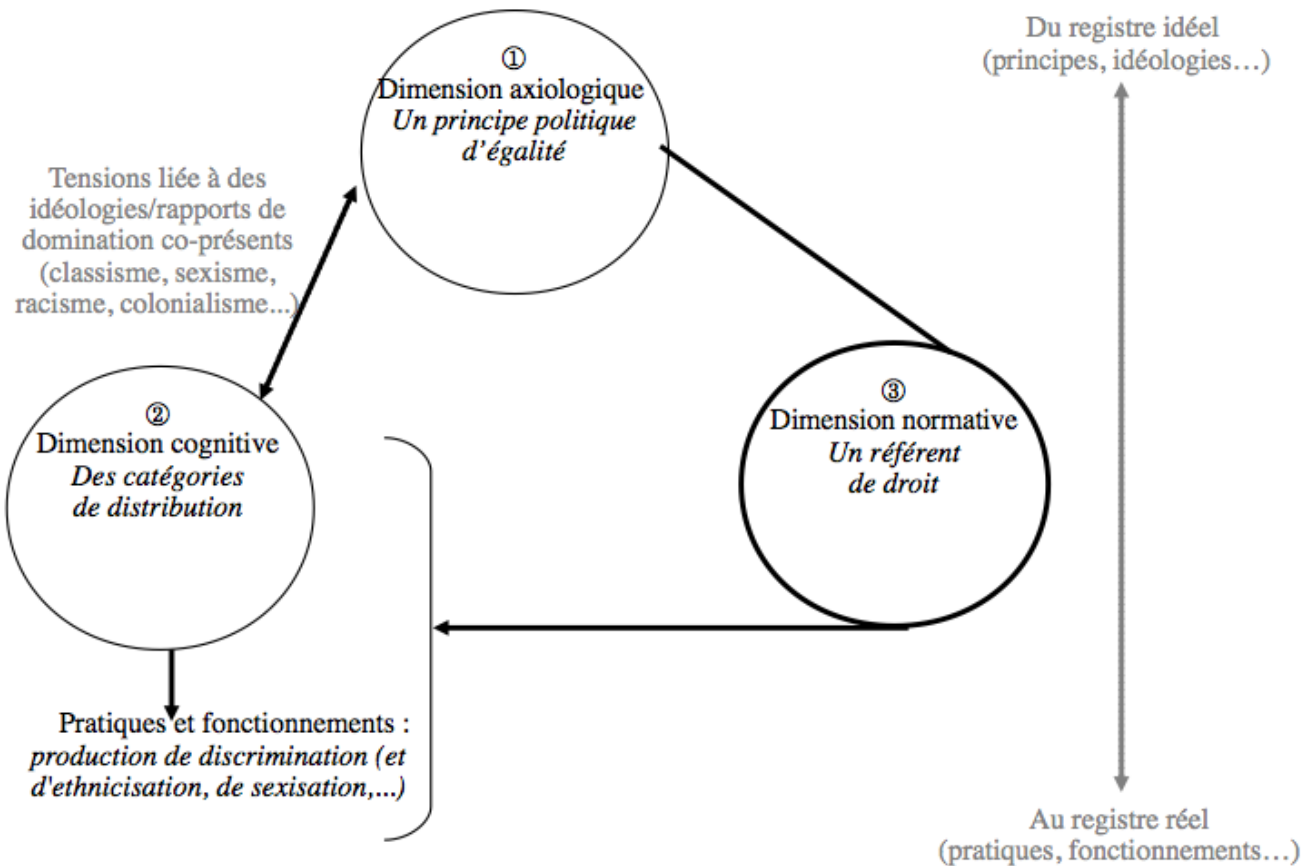 Du registre idéel
(principes, idéologies…)
①
Dimension axiologique
Un principe politique
d’égalité
Tensions liée à des
idéologies/rapports de
domination co-présents
(classisme, sexisme,
racisme, colonialisme...)
②
Dimension cognitive
Des catégories
de distribution
③
Dimension normative
Un référent
de droit
Pratiques et fonctionnements :
production de discrimination (et
d'ethnicisation, de sexisation,...)
Au registre réel
(pratiques, fonctionnements…)